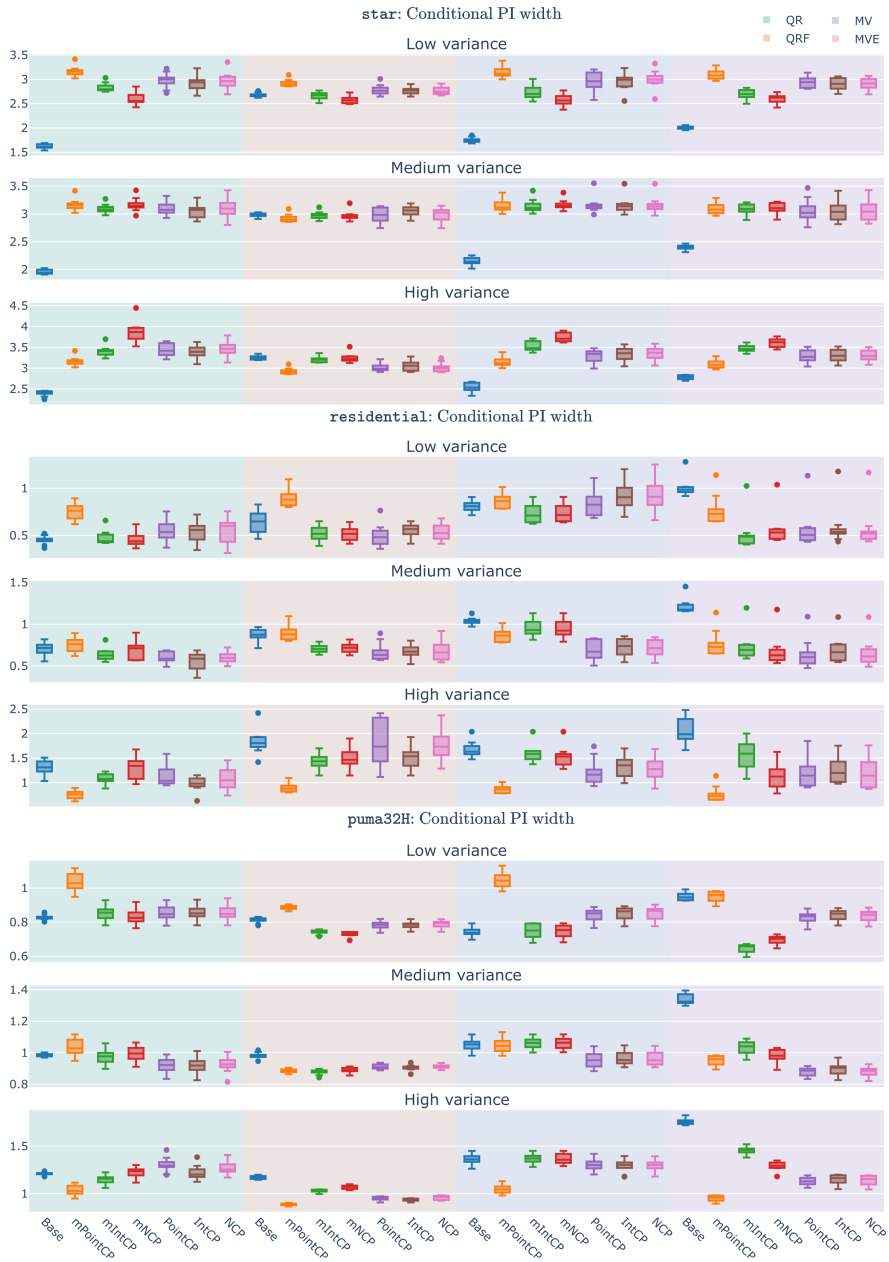 star: Conditional PI width
QR
MV
QRF
MVE
Low variance
3.5
3
2.5
2
1.5
Medium variance
3.5
3
2.5
2
High variance
4.5
4
3.5
3
2.5
residential: Conditional PI width
Low variance
1
0.5
Medium variance
1.5
1
0.5
High variance
2.5
2
1.5
1
puma32H: Conditional PI width
Low variance
1
0.8
0.6
Medium variance
1.4
1.2
1
0.8
High variance
1.5
1
Base mPointCP mIntCP mNCP PointCP IntCP NCP Base mPointCP mIntCP mNCP PointCP IntCP NCP Base mPointCP mIntCP mNCP PointCP IntCP NCP Base mPointCP mIntCP mNCP PointCP IntCP NCP